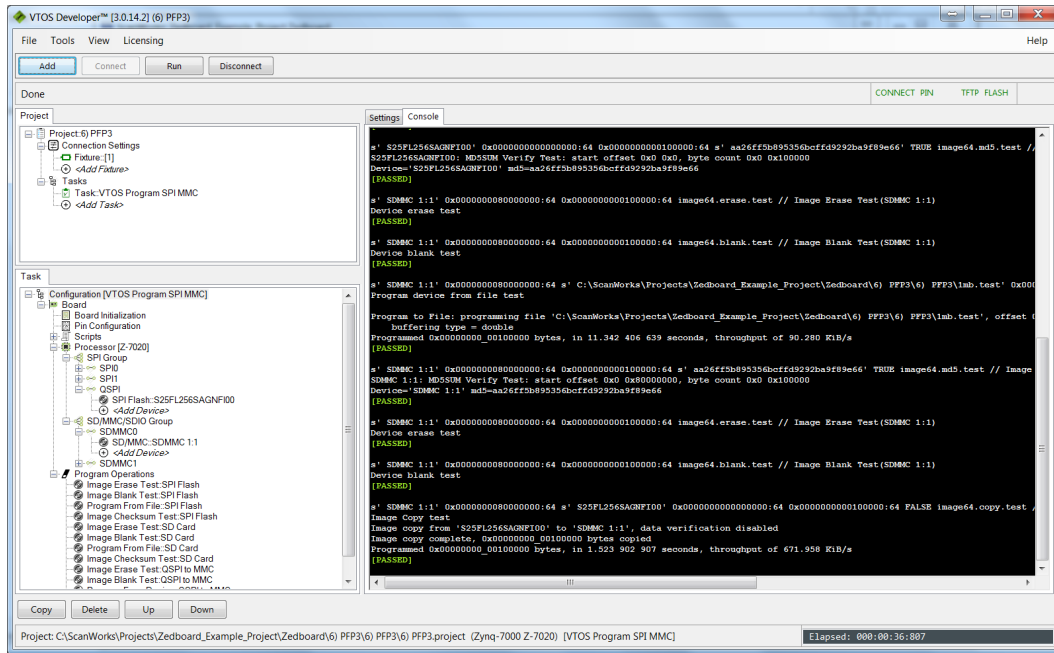 VTOS Developer™ [3.0.14.2] (6) PFP3)
File Tools View Licensing Help
Add Connect Run Disconnect
Done CONNECT PIN TFTP FLASH
Project
Project:6) PFP3
Connection Settings
Fixture::[1]
<Add Fixture>
Tasks
Task::VTOS Program SPI MMC
<Add Task>
Task
Configuration [VTOS Program SPI MMC]
Board
Board Initialization
Pin Configuration
Scripts
Processor [Z-7020]
SPI Group
SPI0
SPI1
QSPI
SPI Flash::S25FL256SAGNFI00
<Add Device>
SD/MMC/SDIO Group
SDMMC0
SD/MMC::SDMMC 1:1
<Add Device>
SDMMC1
Program Operations
Image Erase Test:SPI Flash
Image Blank Test:SPI Flash
Program From File::SPI Flash
Image Checksum Test:SPI Flash
Image Erase Test:SD Card
Image Blank Test:SD Card
Program From File::SD Card
Image Checksum Test:SD Card
Image Erase Test:QSPI to MMC
Image Blank Test:QSPI to MMC
Settings Console
s' S25FL256SAGNFI00' 0x0000000000000000:64 0x0000000000100000:64 s' aa26ff5b895356bcffd9292ba9f89e66' TRUE image64.md5.test //
S25FL256SAGNFI00: MD5SUM Verify Test: start offset 0x0 0x0, byte count 0x0 0x100000
Device='S25FL256SAGNFI00' md5=aa26ff5b895356bcffd9292ba9f89e66
[PASSED]
s' SDMMC 1:1' 0x0000000080000000:64 0x0000000000100000:64 image64.erase.test // Image Erase Test(SDMMC 1:1)
Device erase test
[PASSED]
s' SDMMC 1:1' 0x0000000080000000:64 0x0000000000100000:64 image64.blank.test // Image Blank Test(SDMMC 1:1)
Device blank test
[PASSED]
s' SDMMC 1:1' 0x0000000080000000:64 s' C:\ScanWorks\Projects\Zedboard_Example_Project\Zedboard\6) PFP3\6) PFP3\1mb.test' 0x000
Program device from file test
Program to File: programming file 'C:\ScanWorks\Projects\Zedboard_Example_Project\Zedboard\6) PFP3\6) PFP3\1mb.test', offset 0
buffering type = double
Programmed 0x00000000_00100000 bytes, in 11.342 406 639 seconds, throughput of 90.280 KiB/s
[PASSED]
s' SDMMC 1:1' 0x0000000080000000:64 0x0000000000100000:64 s' aa26ff5b895356bcffd9292ba9f89e66' TRUE image64.md5.test // Image
SDMMC 1:1: MD5SUM Verify Test: start offset 0x0 0x80000000, byte count 0x0 0x100000
Device='SDMMC 1:1' md5=aa26ff5b895356bcffd9292ba9f89e66
[PASSED]
s' SDMMC 1:1' 0x0000000080000000:64 0x0000000000100000:64 image64.erase.test // Image Erase Test(SDMMC 1:1)
Device erase test
[PASSED]
s' SDMMC 1:1' 0x0000000080000000:64 0x0000000000100000:64 image64.blank.test // Image Blank Test(SDMMC 1:1)
Device blank test
[PASSED]
s' SDMMC 1:1' 0x0000000080000000:64 s' S25FL256SAGNFI00' 0x0000000000000000:64 0x0000000000100000:64 FALSE image64.copy.test /
Image Copy test
Image copy from 'S25FL256SAGNFI00' to 'SDMMC 1:1', data verification disabled
Image copy complete, 0x00000000_00100000 bytes copied
Programmed 0x00000000_00100000 bytes, in 1.523 902 907 seconds, throughput of 671.958 KiB/s
[PASSED]
Copy Delete Up Down
Project: C:\ScanWorks\Projects\Zedboard_Example_Project\Zedboard\6) PFP3\6) PFP3\6) PFP3.project (Zynq-7000 Z-7020) [VTOS Program SPI MMC] Elapsed: 000:00:36:807